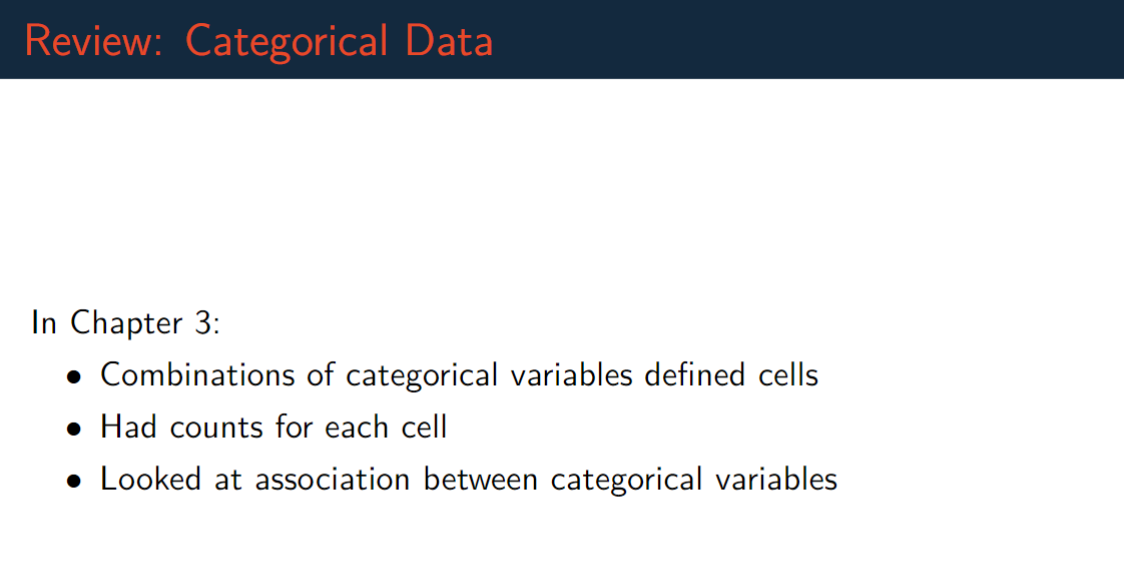 Review: Categorical Data
In Chapter 3:
• Combinations of categorical variables defined cells
• Had counts for each cell
• Looked at association between categorical variables